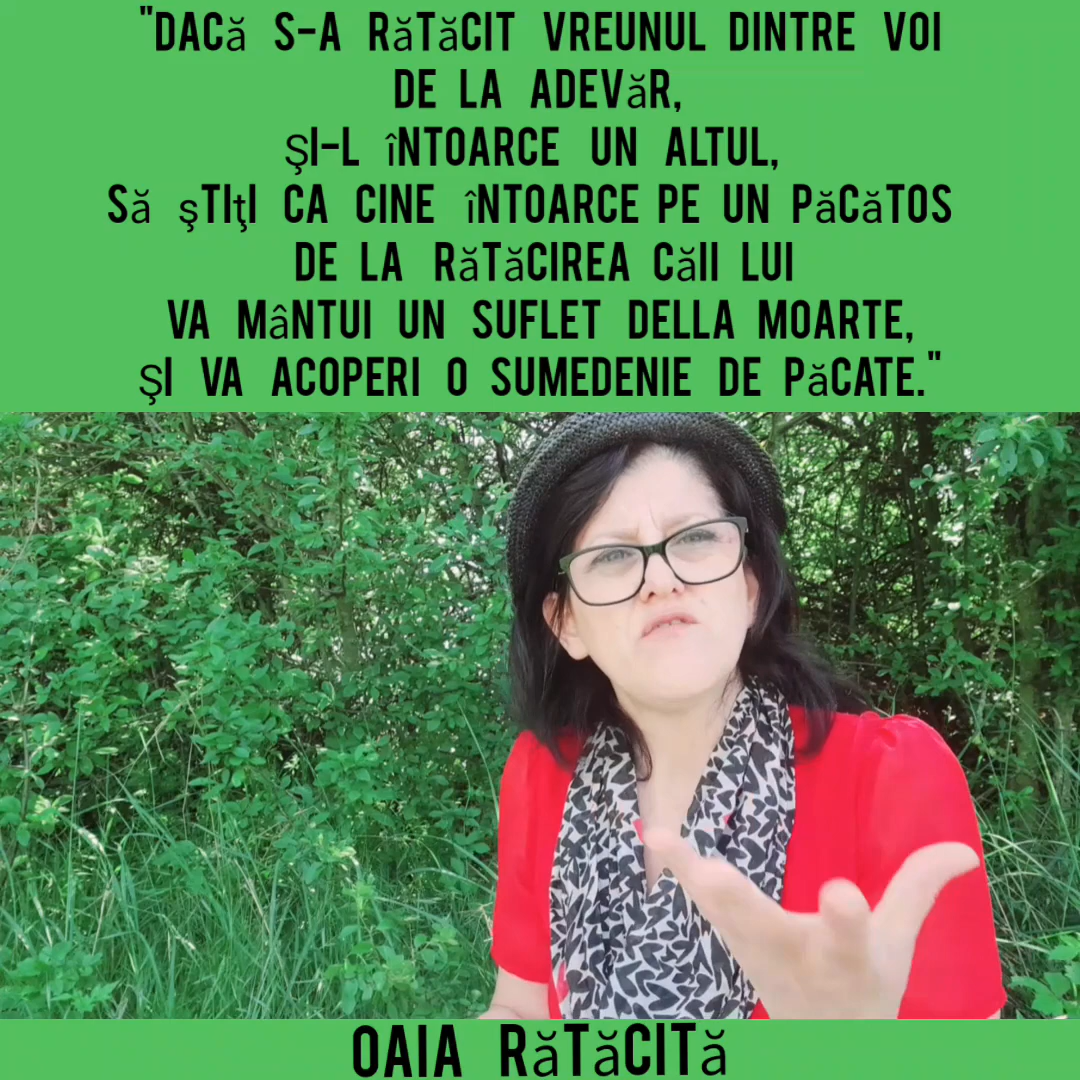 "DACă S-A RăTăCIT VREUNUL DINTRE VOI
DE LA ADEVăR,
ŞI-L îNTOARCE UN ALTUL,
Să şTIţI CA CINE îNTOARCE PE UN PăCăTOS
DE LA RăTăCIREA CăII LUI
VA MâNTUI UN SUFLET DELLA MOARTE,
ŞI VA ACOPERI O SUMEDENIE DE PăCATE."
OAIA RăTăCITă